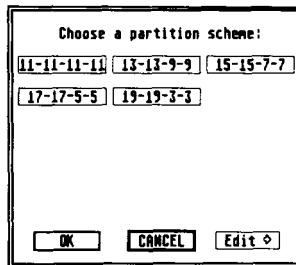 Choose a partition scheme:
11-11-11-11 13-13-9-9 15-15-7-7
17-17-5-5 19-19-3-3
OK CANCEL Edit ◊